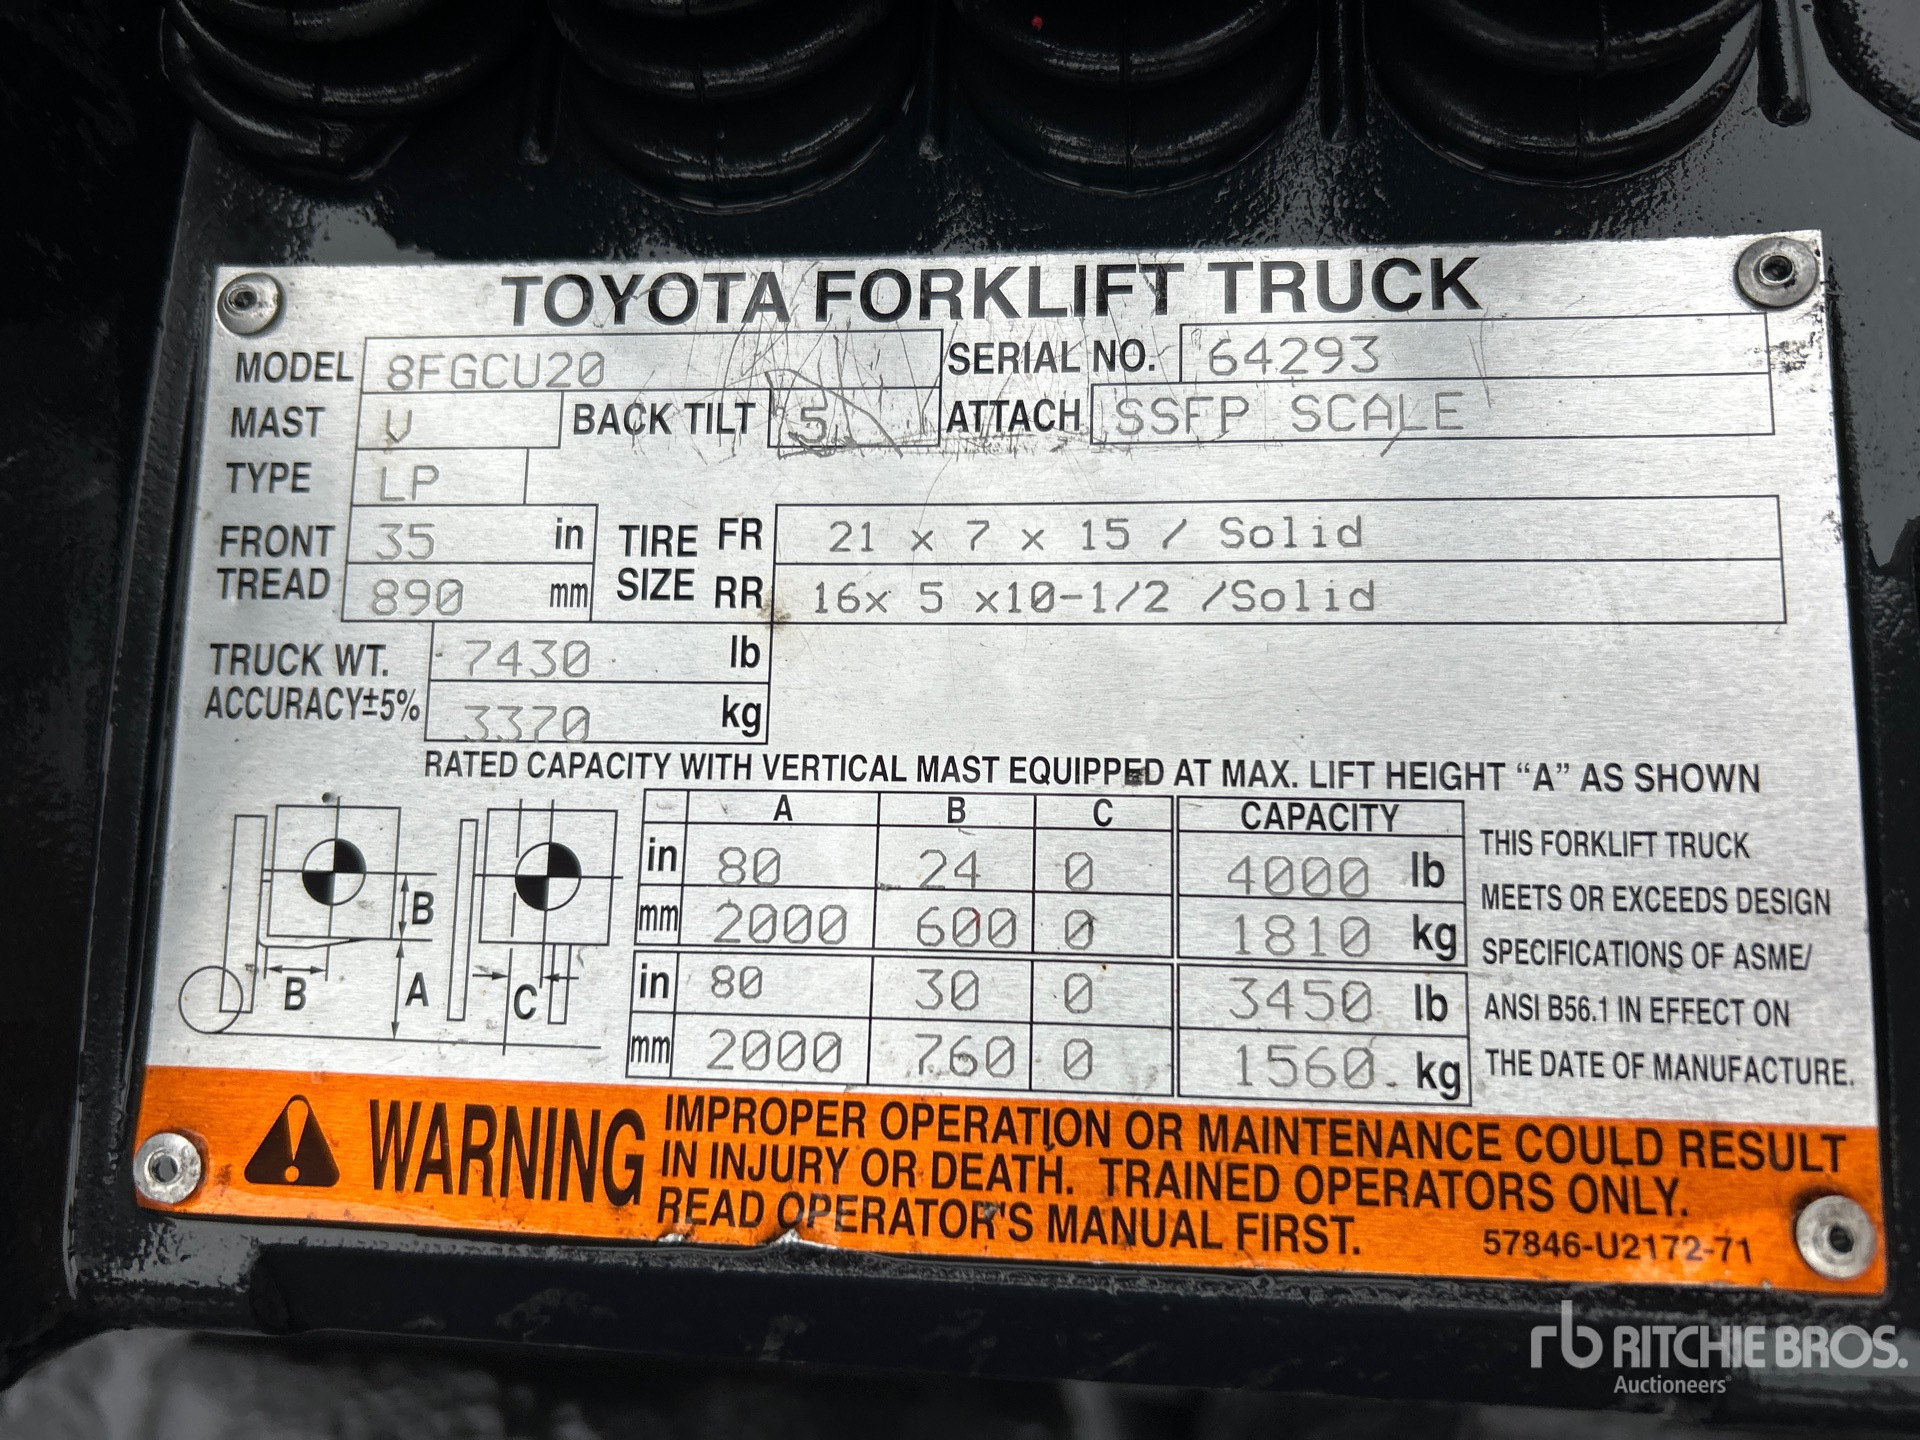 TOYOTA FORKLIFT TRUCK
MODEL 8FGCU20 SERIAL NO. 64293
MAST V BACK TILT 5 ATTACH SSFP SCALE
TYPE LP
FRONT TREAD 35 in TIRE SIZE FR 21 x 7 x 15 / Solid
890 mm RR 16x 5 x10-1/2 /Solid
TRUCK WT. 7430 lb
ACCURACY±5% 3370 kg
RATED CAPACITY WITH VERTICAL MAST EQUIPPED AT MAX. LIFT HEIGHT “A” AS SHOWN
A B C CAPACITY
in 80 24 0 4000 lb
mm 2000 600 0 1810 kg
in 80 30 0 3450 lb
mm 2000 760 0 1560 kg
B
B A C
THIS FORKLIFT TRUCK
MEETS OR EXCEEDS DESIGN
SPECIFICATIONS OF ASME/
ANSI B56.1 IN EFFECT ON
THE DATE OF MANUFACTURE.
WARNING
IMPROPER OPERATION OR MAINTENANCE COULD RESULT
IN INJURY OR DEATH. TRAINED OPERATORS ONLY.
READ OPERATOR'S MANUAL FIRST.
57846-U2172-71
rb RITCHIE BROS.
Auctioneers